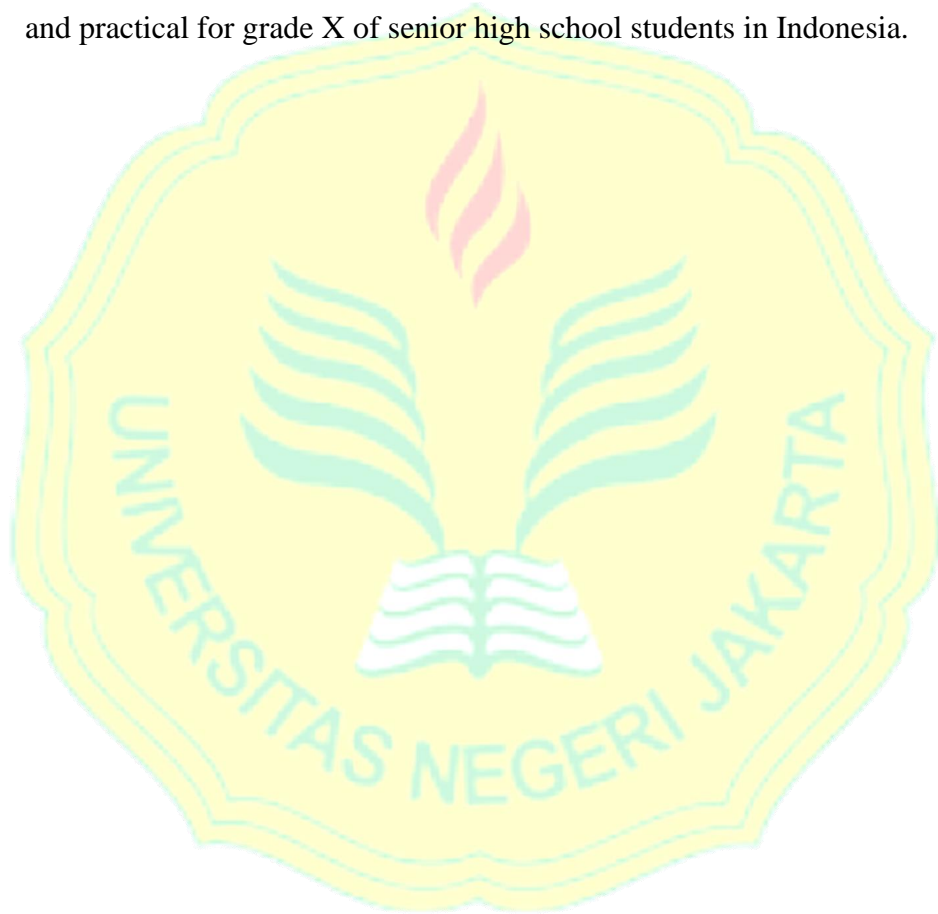 and practical for grade X of senior high school students in Indonesia.
UNIVERSITAS NEGERI JAKARTA